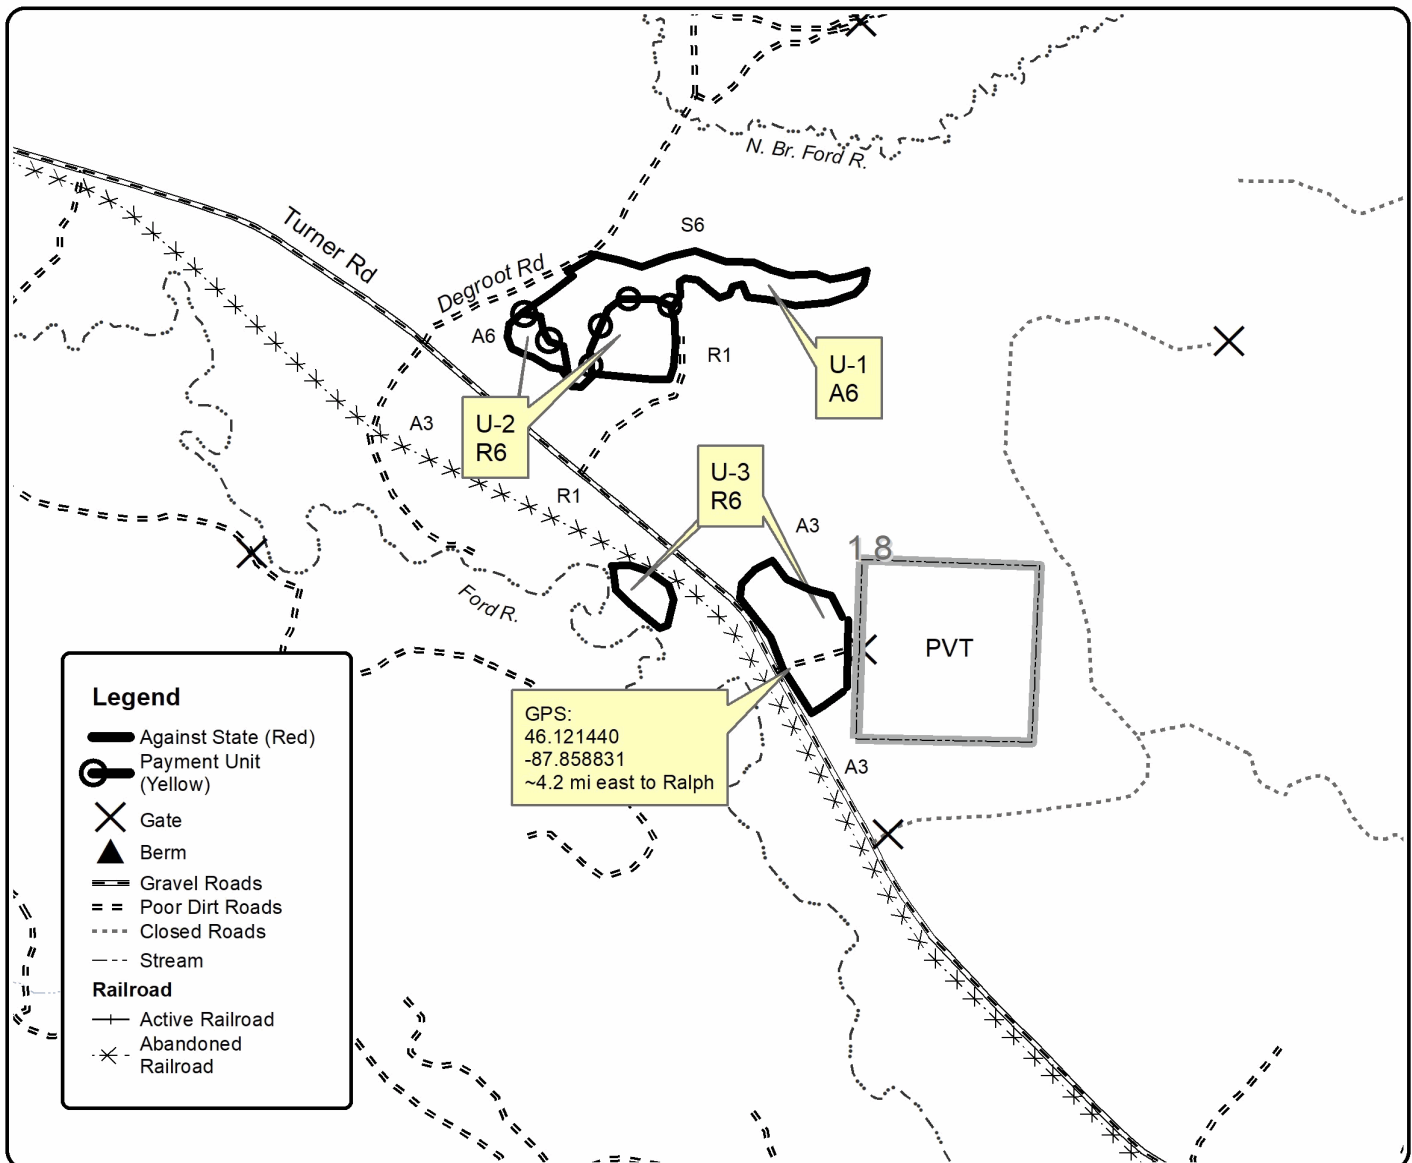 N. Br. Ford R.
Turner Rd
S6
Degroot Rd
A6
R1
U-1
A6
A3
U-2
R6
U-3
R6
R1
A3
18
Ford R.
PVT
GPS:
46.121440
-87.858831
~4.2 mi east to Ralph
A3
Legend
Against State (Red)
Payment Unit
(Yellow)
Gate
Berm
Gravel Roads
Poor Dirt Roads
Closed Roads
Stream
Railroad
Active Railroad
Abandoned
Railroad